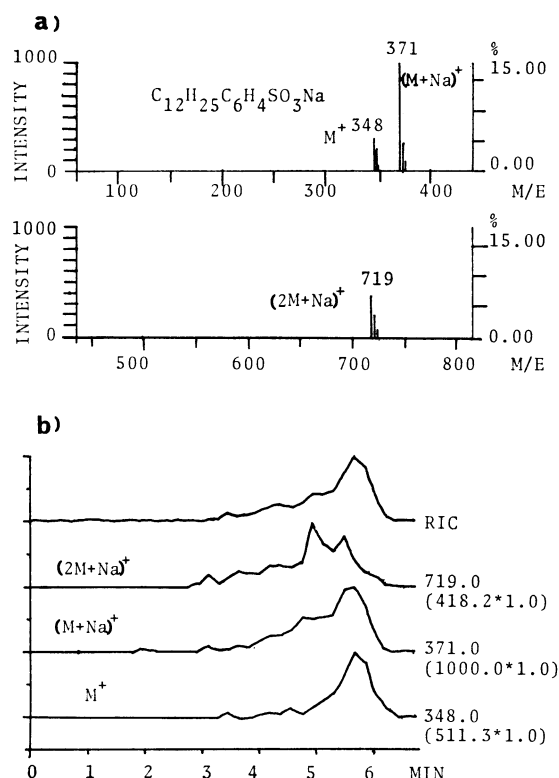 a)
371
1000
%
15.00
(M+Na)+
C12H25C6H4SO3Na
M+ 348
INTENSITY
0
0.00
100
200
300
400
M/E
1000
%
15.00
719
(2M+Na)+
INTENSITY
0
0.00
500
600
700
800
M/E
b)
RIC
(2M+Na)+
719.0
(418.2*1.0)
(M+Na)+
371.0
(1000.0*1.0)
M+
348.0
(511.3*1.0)
0
1
2
3
4
5
6
MIN